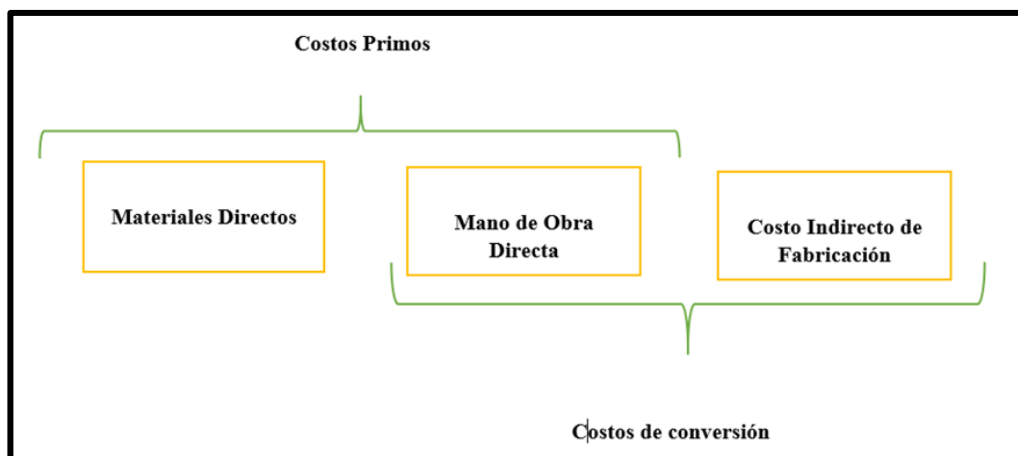 Costos Primos
Materiales Directos
Mano de Obra
Directa
Costo Indirecto de
Fabricación
Costos de conversión